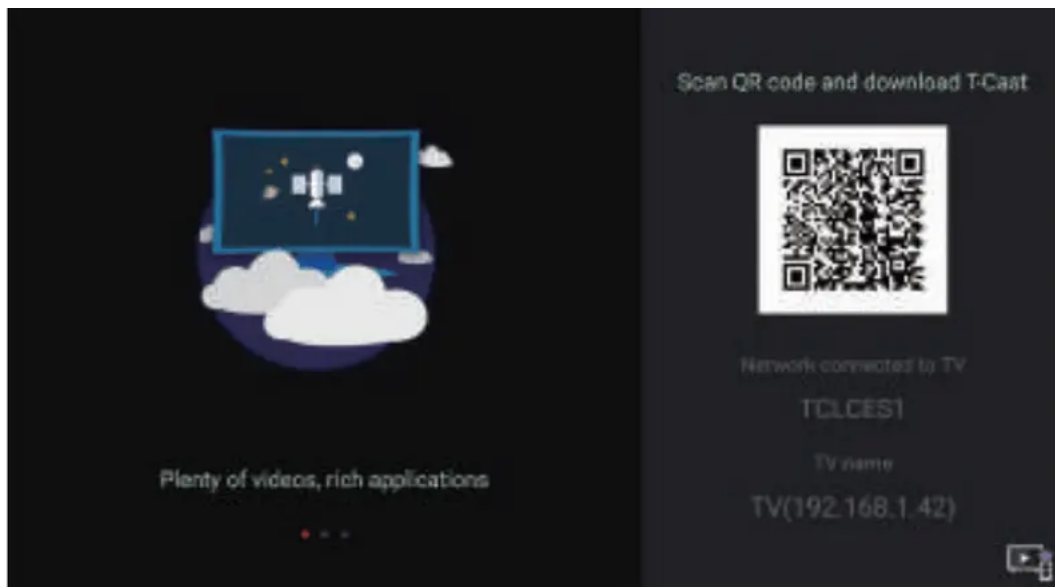 Scan QR code and download T-Cast
Network connected to TV
TCLCES1
TV name
TV(192.168.1.42)
Plenty of videos, rich applications